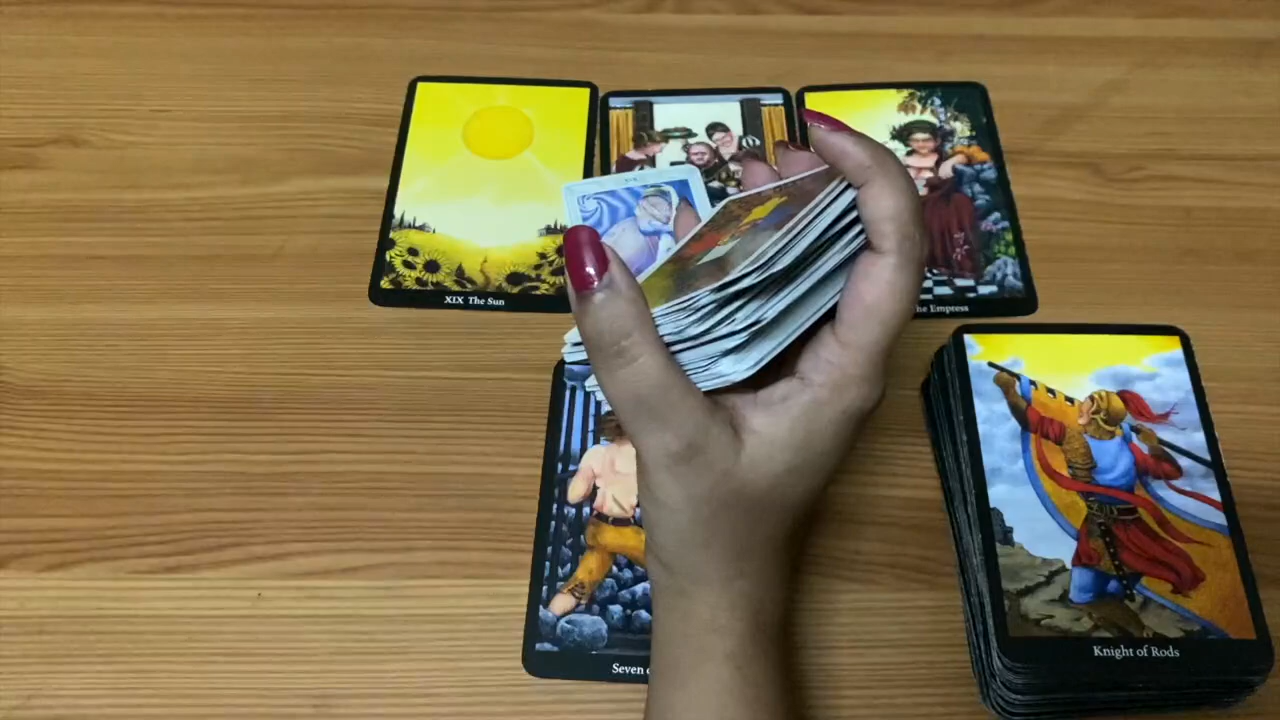 XIX The Sun
he Empress
Seven
Knight of Rods